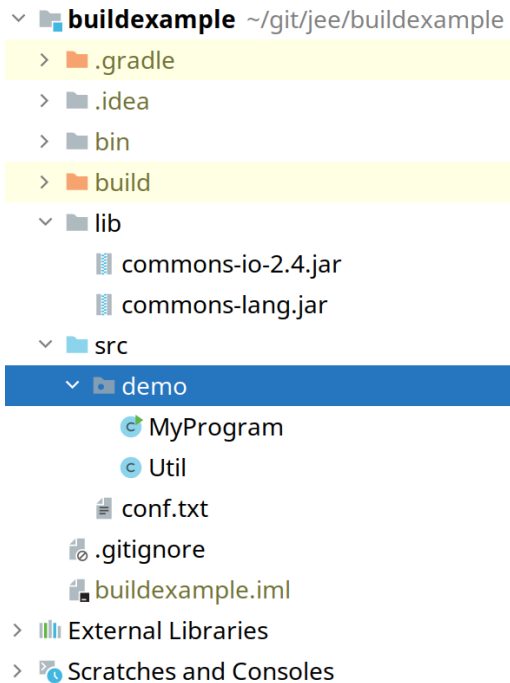 buildexample ~/git/jee/buildexample
.gradle
.idea
bin
build
lib
commons-io-2.4.jar
commons-lang.jar
src
demo
MyProgram
Util
conf.txt
.gitignore
buildexample.iml
External Libraries
Scratches and Consoles